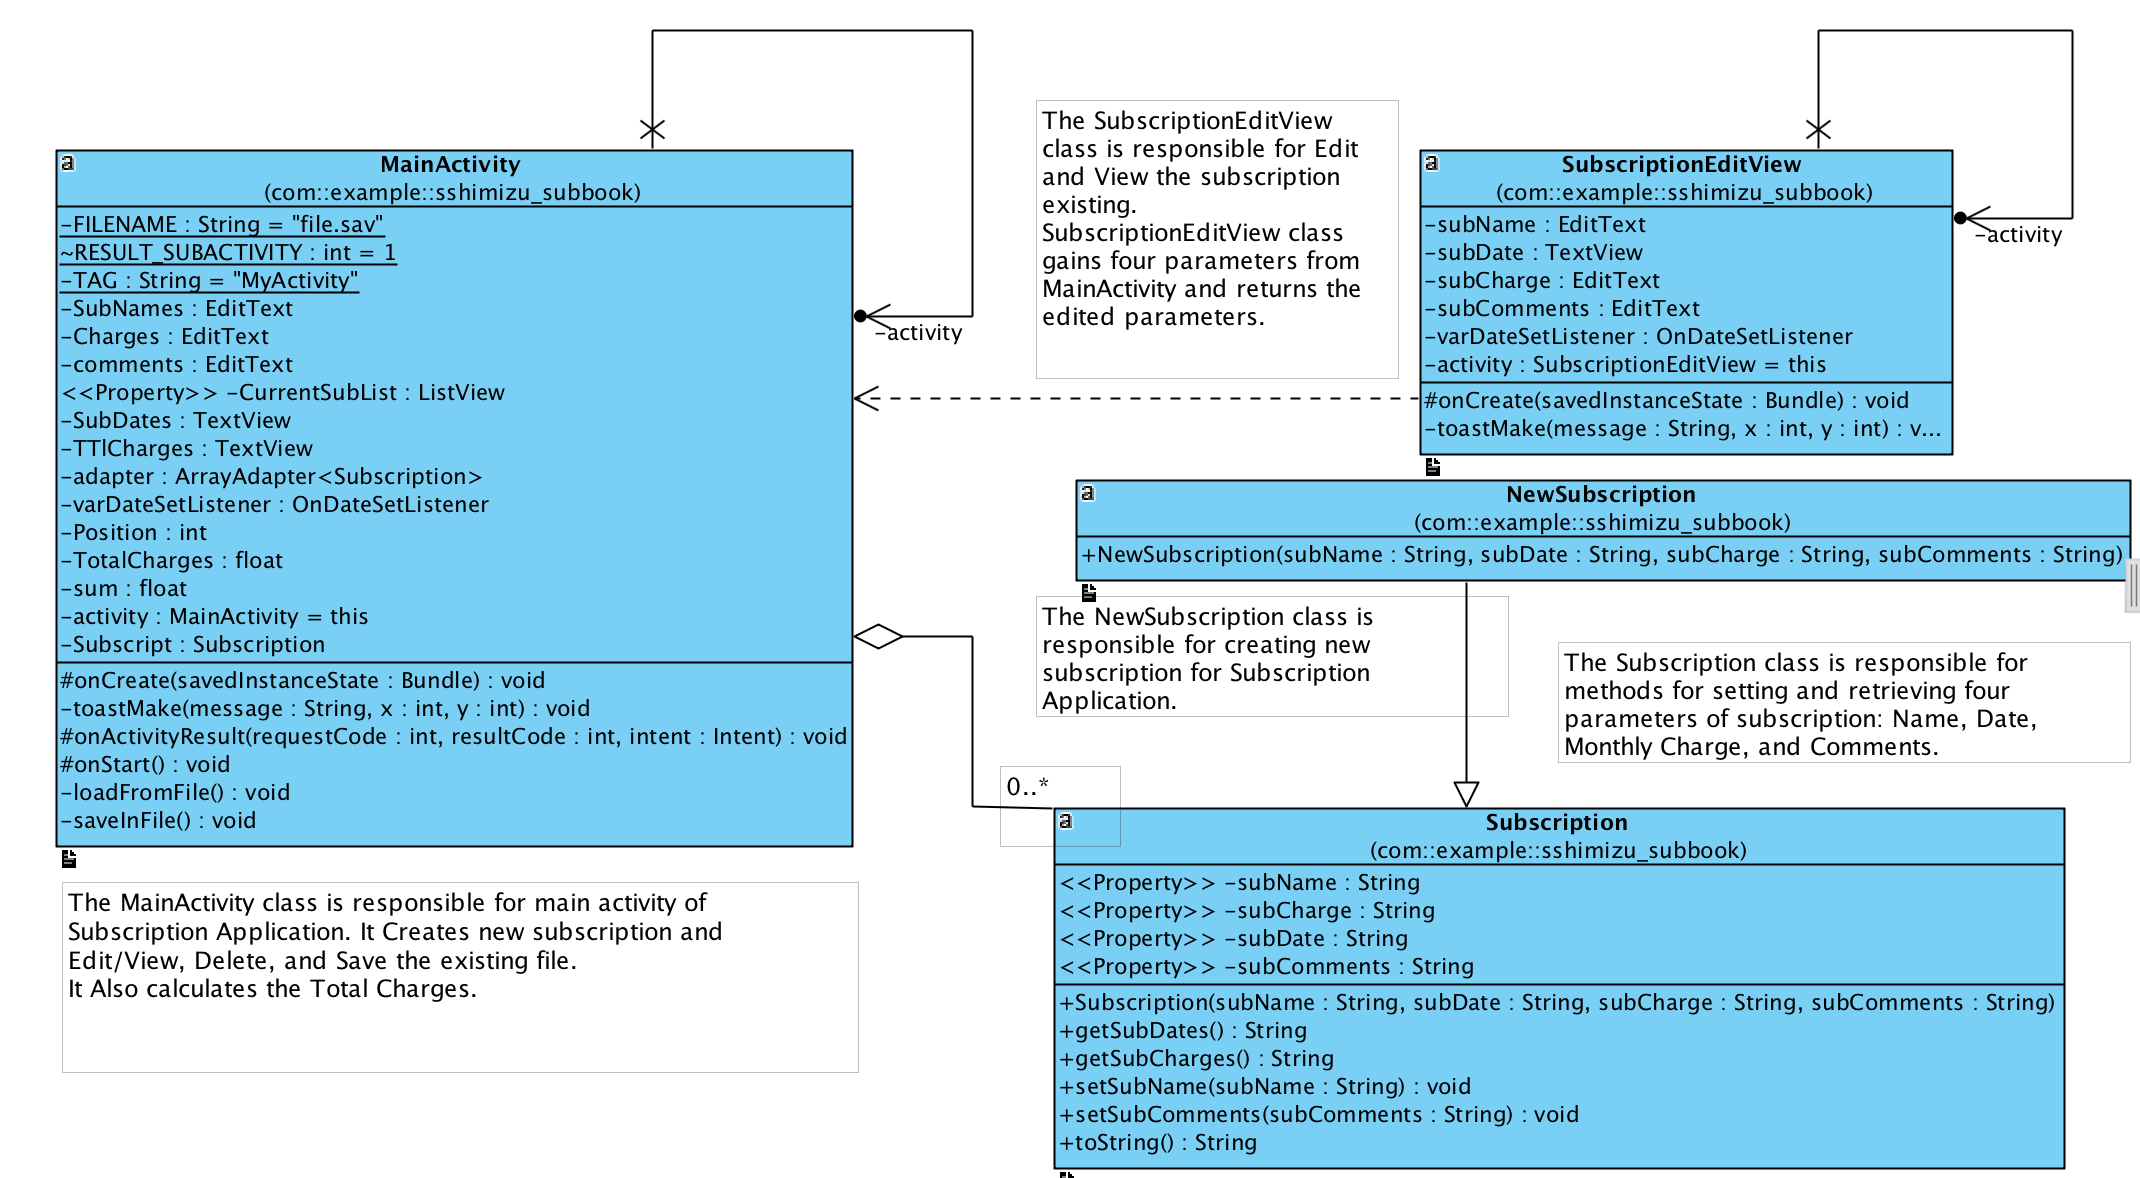 MainActivity
(com::example::sshimizu_subbook)
-FILENAME : String = "file.sav"
~RESULT_SUBACTIVITY : int = 1
-TAG : String = "MyActivity"
-SubNames : EditText
-Charges : EditText
-comments : EditText
<<Property>> -CurrentSubList : ListView
-SubDates : TextView
-TTlCharges : TextView
-adapter : ArrayAdapter<Subscription>
-varDateSetListener : OnDateSetListener
-Position : int
-TotalCharges : float
-sum : float
-activity : MainActivity = this
-Subscript : Subscription
#onCreate(savedInstanceState : Bundle) : void
-toastMake(message : String, x : int, y : int) : void
#onActivityResult(requestCode : int, resultCode : int, intent : Intent) : void
#onStart() : void
-loadFromFile() : void
-saveInFile() : void
-activity
The MainActivity class is responsible for main activity of
Subscription Application. It Creates new subscription and
Edit/View, Delete, and Save the existing file.
It Also calculates the Total Charges.
The SubscriptionEditView
class is responsible for Edit
and View the subscription
existing.
SubscriptionEditView class
gains four parameters from
MainActivity and returns the
edited parameters.
SubscriptionEditView
(com::example::sshimizu_subbook)
-subName : EditText
-subDate : TextView
-subCharge : EditText
-subComments : EditText
-varDateSetListener : OnDateSetListener
-activity : SubscriptionEditView = this
#onCreate(savedInstanceState : Bundle) : void
-toastMake(message : String, x : int, y : int) : v...
-activity
NewSubscription
(com::example::sshimizu_subbook)
+NewSubscription(subName : String, subDate : String, subCharge : String, subComments : String)
The NewSubscription class is
responsible for creating new
subscription for Subscription
Application.
The Subscription class is responsible for
methods for setting and retrieving four
parameters of subscription: Name, Date,
Monthly Charge, and Comments.
0..*
Subscription
(com::example::sshimizu_subbook)
<<Property>> -subName : String
<<Property>> -subCharge : String
<<Property>> -subDate : String
<<Property>> -subComments : String
+Subscription(subName : String, subDate : String, subCharge : String, subComments : String)
+getSubDates() : String
+getSubCharges() : String
+setSubName(subName : String) : void
+setSubComments(subComments : String) : void
+toString() : String